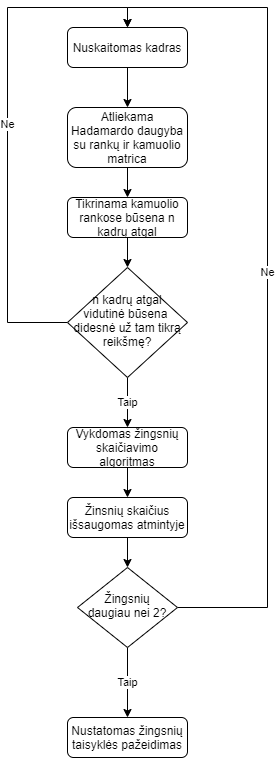 Nuskaitomas kadras
Ne
Atliekama
Hadamardo daugyba
su rankų ir kamuolio
matrica
Tikrinama kamuolio
rankose būsena n
kadrų atgal
Ne
n kadrų atgal
vidutinė būsena
didesnė už tam tikrą
reikšmę?
Taip
Vykdomas žingsnių
skaičiavimo
algoritmas
Žinsnių skaičius
išsaugomas atmintyje
Žingsnių
daugiau nei 2?
Taip
Nustatomas žingsnių
taisyklės pažeidimas